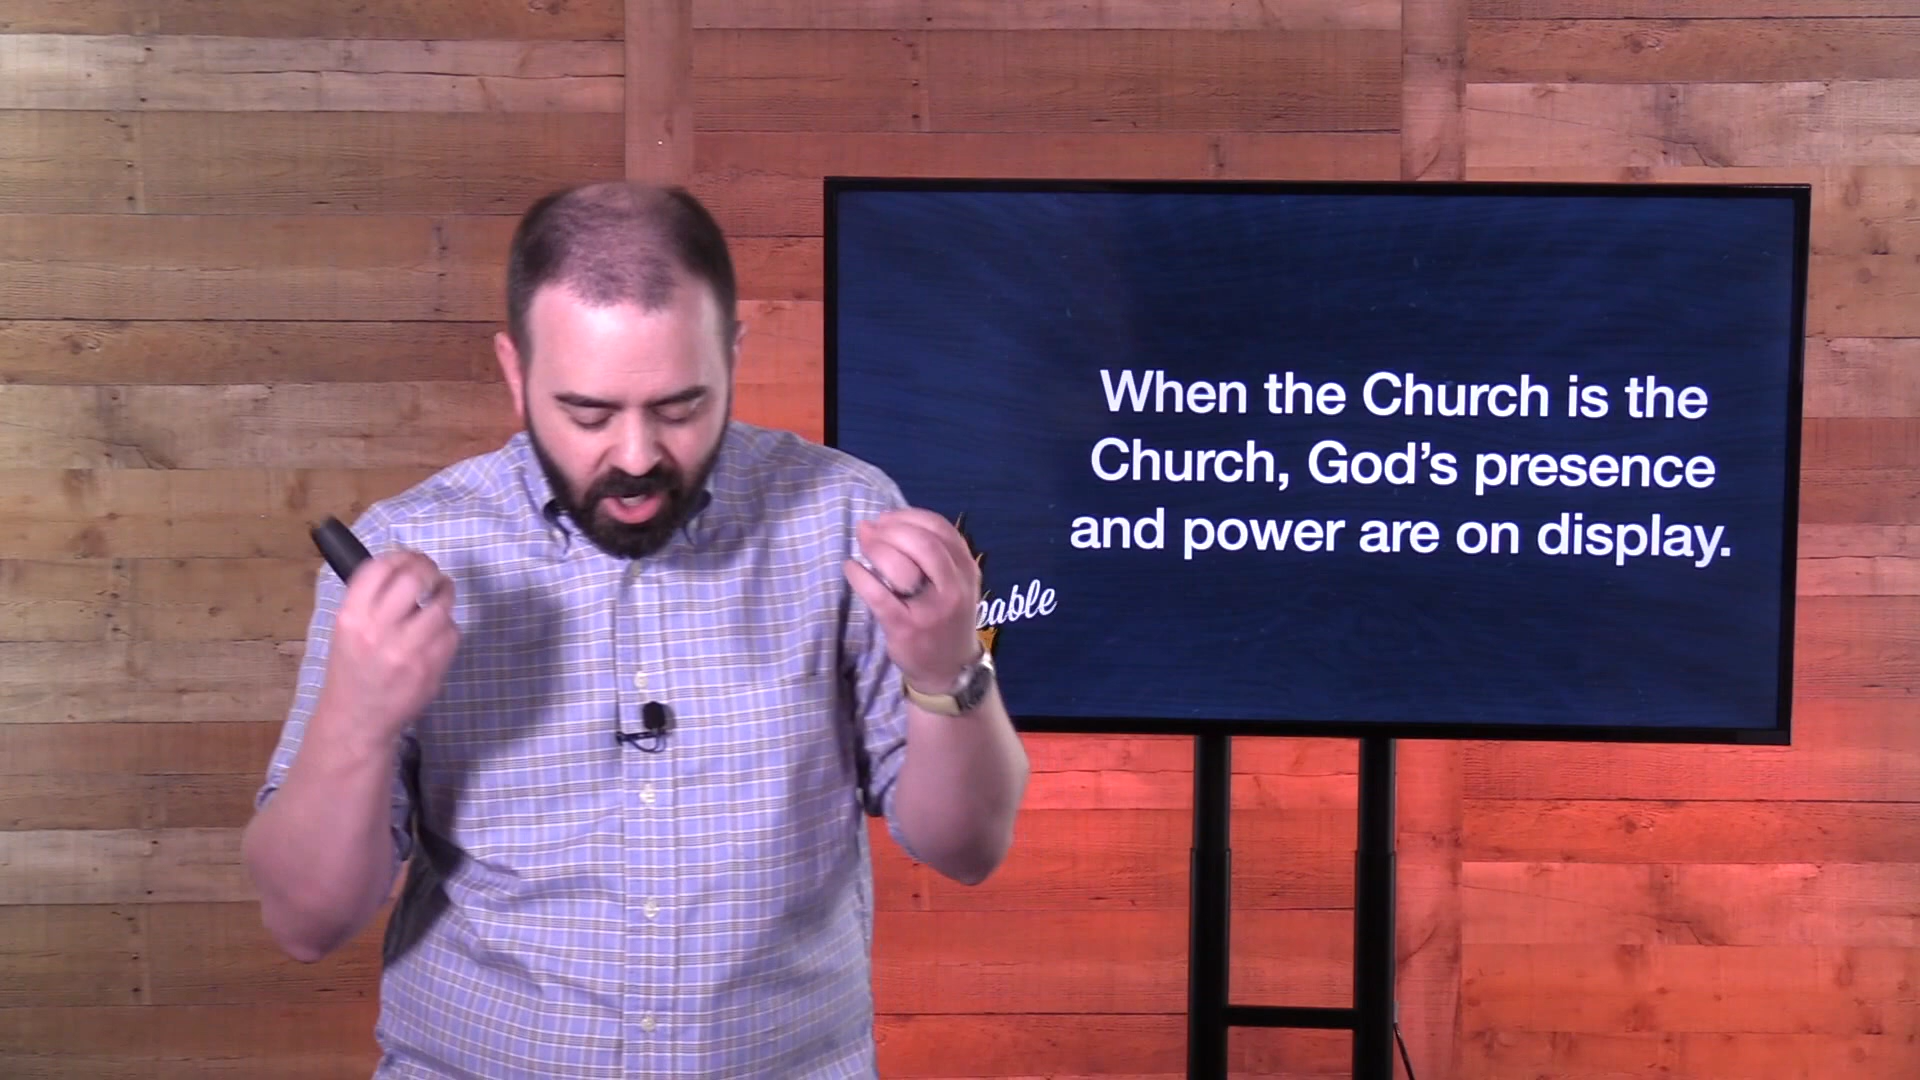 When the Church is the
Church, God's presence
and power are on display.